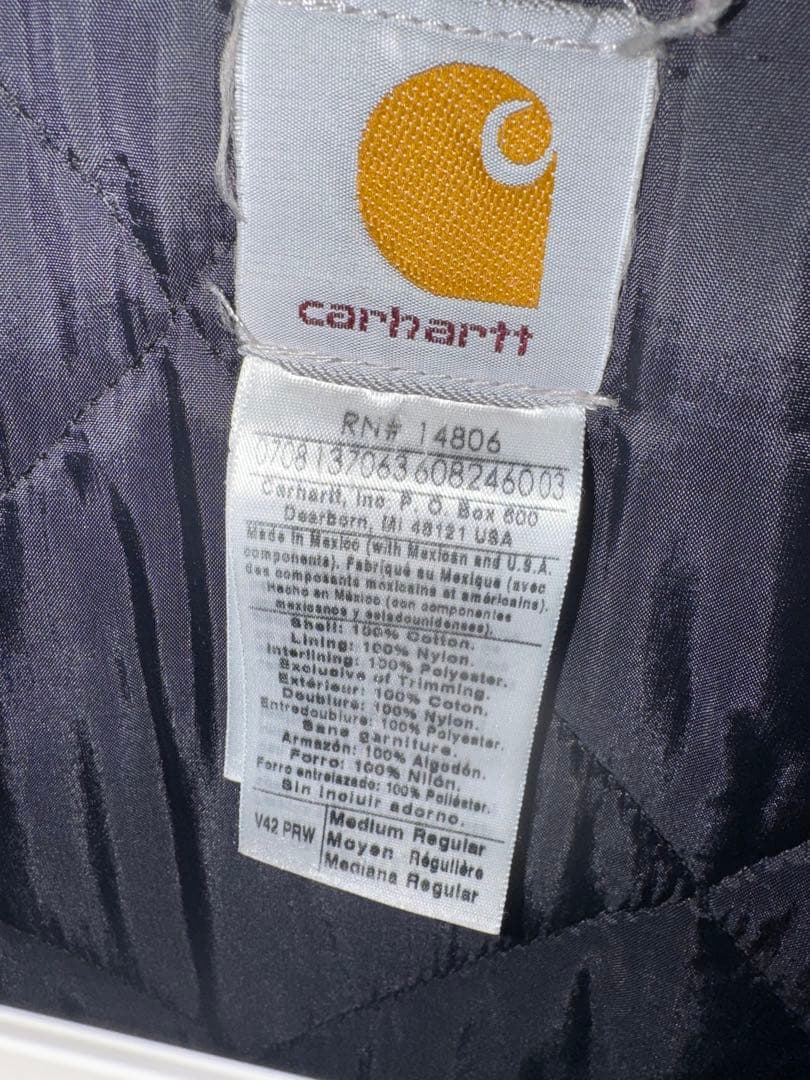 carhartt
RN# 14806
0708137063608246003
Carhartt, Inc. P. O. Box 600
Dearborn, MI 48121 USA
Made in Mexico (with Mexican and U.S.A.
components). Fabriqué au Mexique (avec
des composants mexicains et américains).
Hecho en México (con componentes
mexicanos y estadounidenses).
Shell: 100% Cotton.
Lining: 100% Nylon.
Interlining: 100% Polyester.
Exclusive of Trimming.
Extérieur: 100% Coton.
Doublure: 100% Nylon.
Entredoublure: 100% Polyester.
Sans garniture.
Armazón: 100% Algodón.
Forro: 100% Nilón.
Forro entrelazado: 100% Poliéster.
Sin incluir adorno.
V42 PRW Medium Regular
Moyen Régulière
Mediana Regular